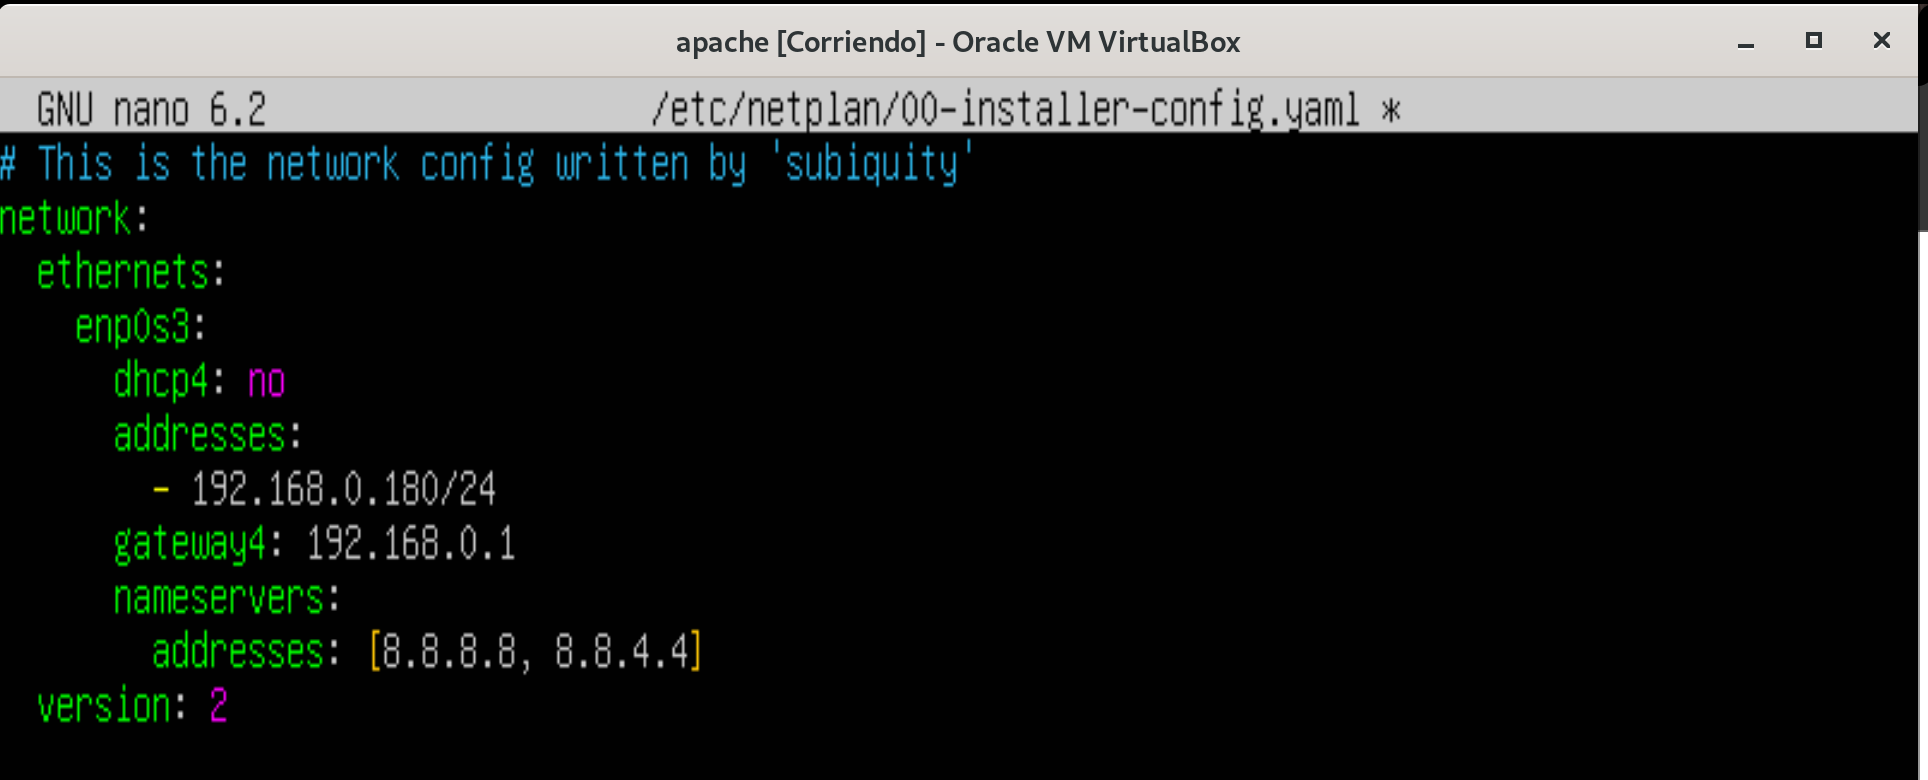 apache [Corriendo] - Oracle VM VirtualBox
GNU nano 6.2 /etc/netplan/00-installer-config.yaml *
# This is the network config written by 'subiquity'
network:
  ethernets:
    enp0s3:
      dhcp4: no
      addresses:
        - 192.168.0.180/24
      gateway4: 192.168.0.1
      nameservers:
        addresses: [8.8.8.8, 8.8.4.4]
  version: 2